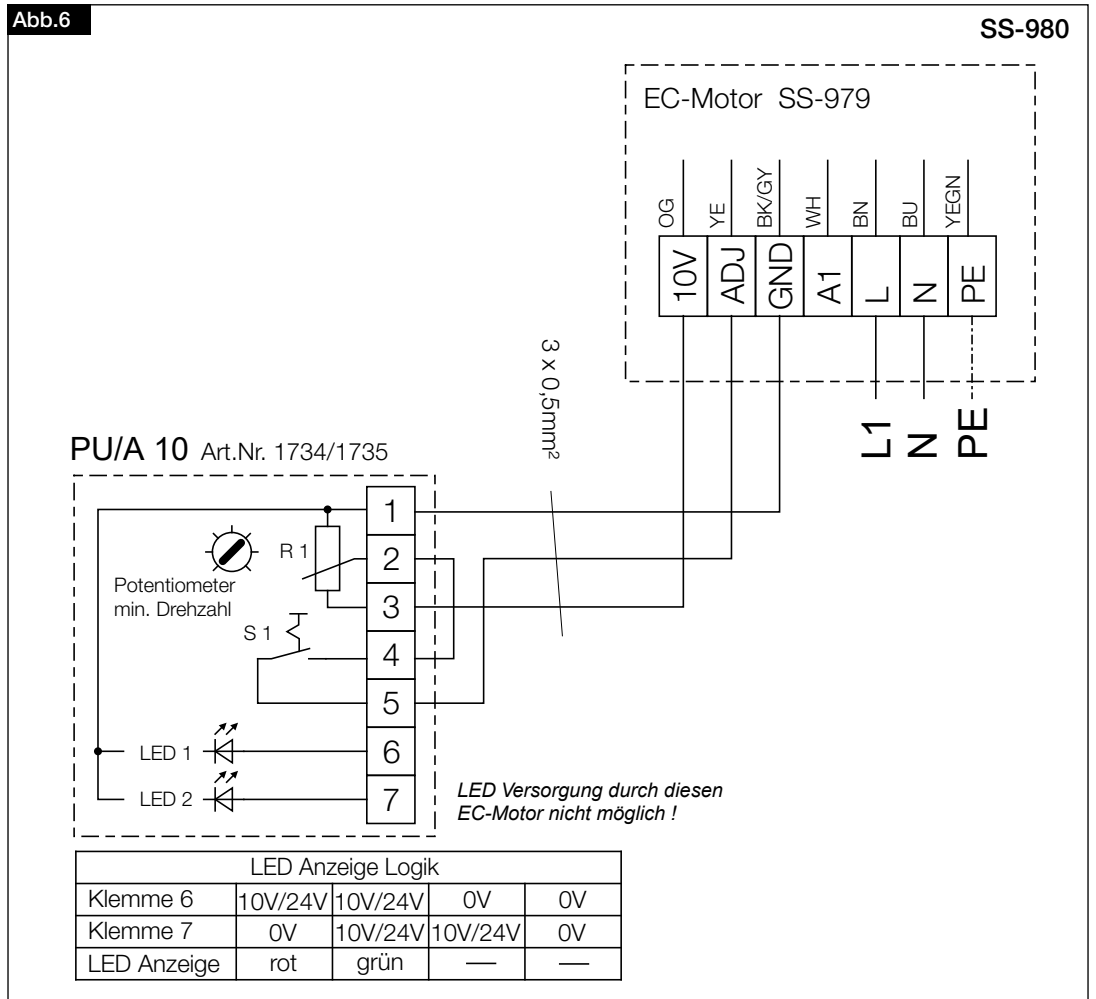 Abb.6
SS-980
EC-Motor SS-979
OG YE BK/GY WH BN BU YEGN
10V ADJ GND A1 L N PE
3 x 0,5mm²
L1 N PE
PU/A 10 Art.Nr. 1734/1735
1
R 1 2
Potentiometer
min. Drehzahl 3
S 1
4
5
LED 1 6
LED 2 7
LED Versorgung durch diesen
EC-Motor nicht möglich !
LED Anzeige Logik
Klemme 6 10V/24V 10V/24V 0V 0V
Klemme 7 0V 10V/24V 10V/24V 0V
LED Anzeige rot grün — —